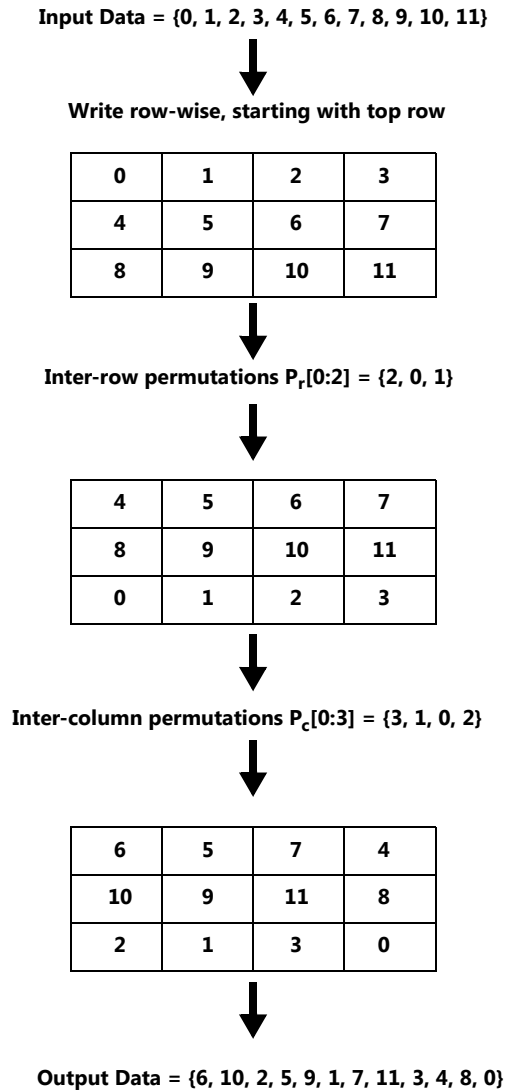 Input Data = {0, 1, 2, 3, 4, 5, 6, 7, 8, 9, 10, 11}
Write row-wise, starting with top row
0 1 2 3
4 5 6 7
8 9 10 11
Inter-row permutations Pr[0:2] = {2, 0, 1}
4 5 6 7
8 9 10 11
0 1 2 3
Inter-column permutations Pc[0:3] = {3, 1, 0, 2}
6 5 7 4
10 9 11 8
2 1 3 0
Output Data = {6, 10, 2, 5, 9, 1, 7, 11, 3, 4, 8, 0}